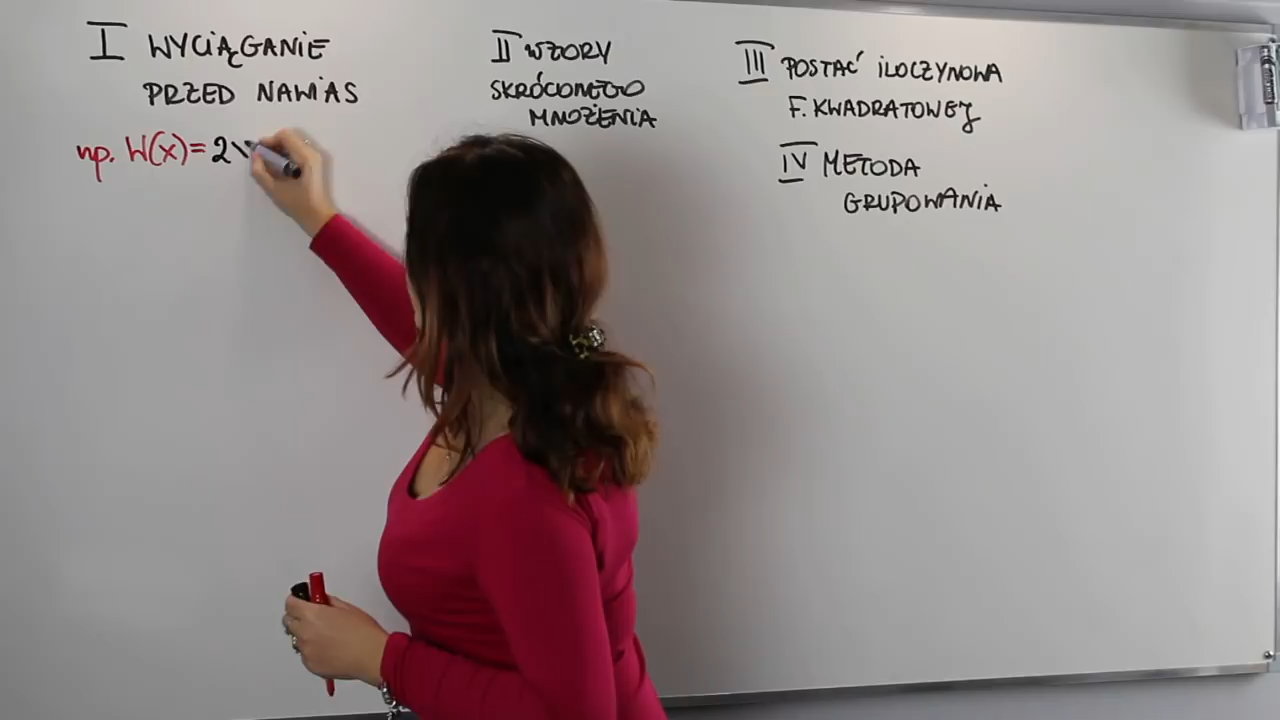 I WYCIĄGANIE
PRZED NAWIAS
np. W(x)=2
II WZORY
SKRÓCONEGO
MNOŻENIA
III POSTAĆ ILOCZYNOWA
F. KWADRATOWEJ
IV METODA
GRUPOWANIA